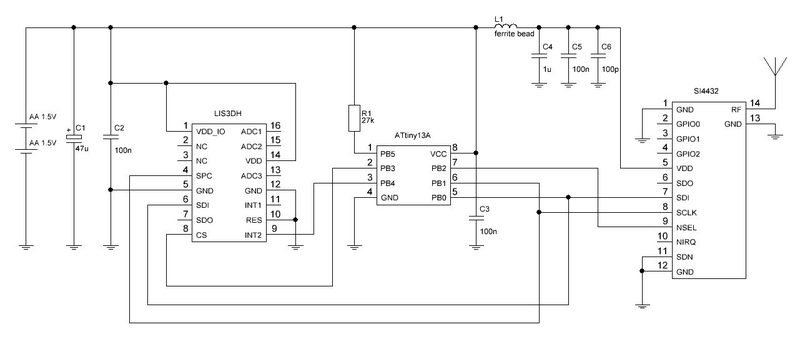 L1
ferrite bead
C4
1u
C5
100n
C6
100p
AA 1.5V
AA 1.5V
+
C1
47u
C2
100n
LIS3DH
1 VDD_IO ADC1 16
2 NC ADC2 15
3 NC VDD 14
4 SPC ADC3 13
5 GND GND 12
6 SDI INT1 11
7 SDO RES 10
8 CS INT2 9
R1
27k
ATtiny13A
1 PB5 VCC 8
2 PB3 PB2 7
3 PB4 PB1 6
4 GND PB0 5
C3
100n
SI4432
1 GND RF 14
2 GPIO0 GND 13
3 GPIO1
4 GPIO2
5 VDD
6 SDO
7 SDI
8 SCLK
9 NSEL
10 NIRQ
11 SDN
12 GND